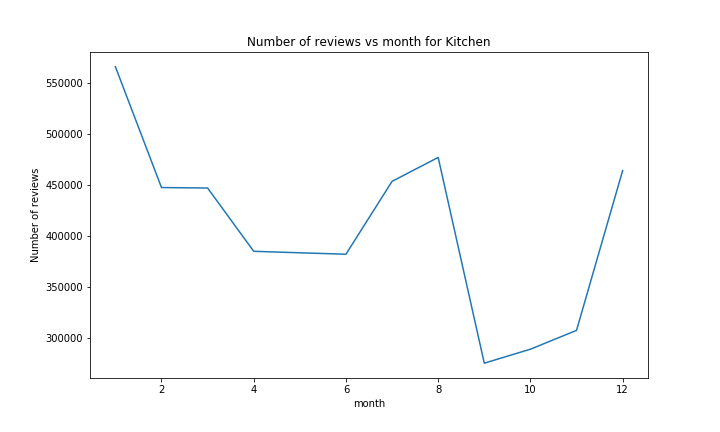 Number of reviews vs month for Kitchen
Number of reviews
550000
500000
450000
400000
350000
300000
2 4 6 8 10 12
month